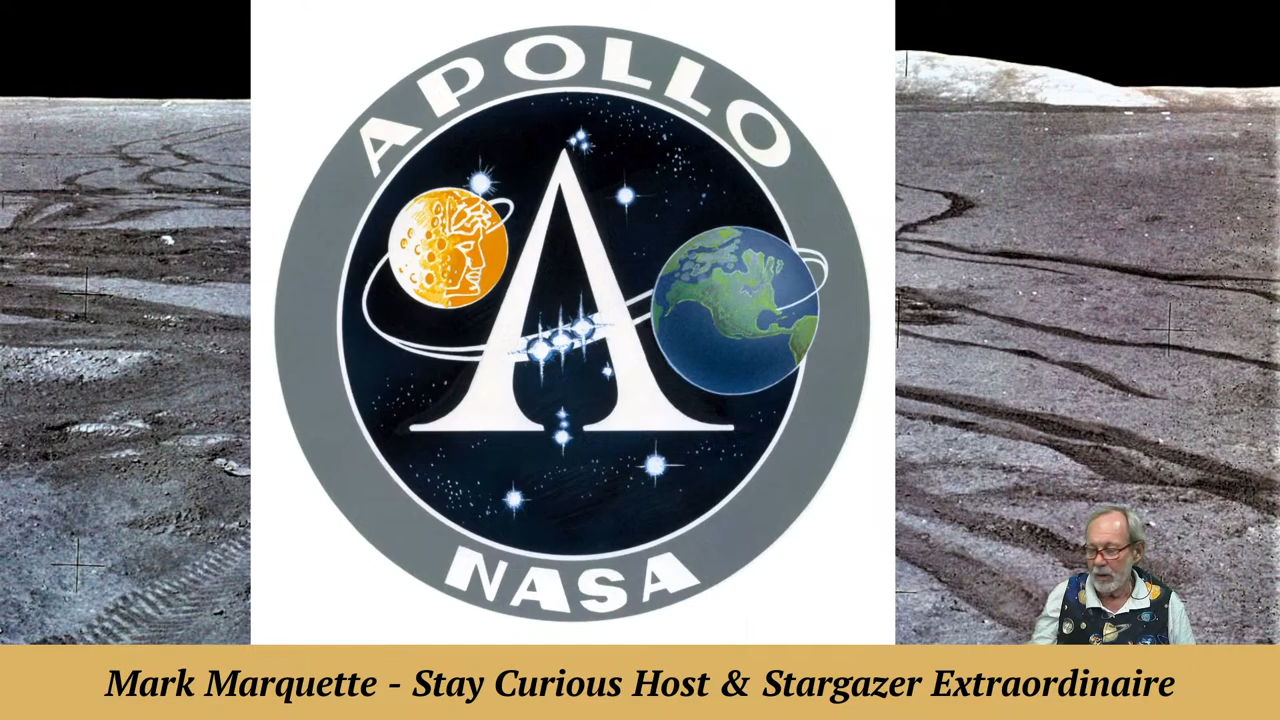 APOLLO
A
NASA
Mark Marquette - Stay Curious Host & Stargazer Extraordinaire